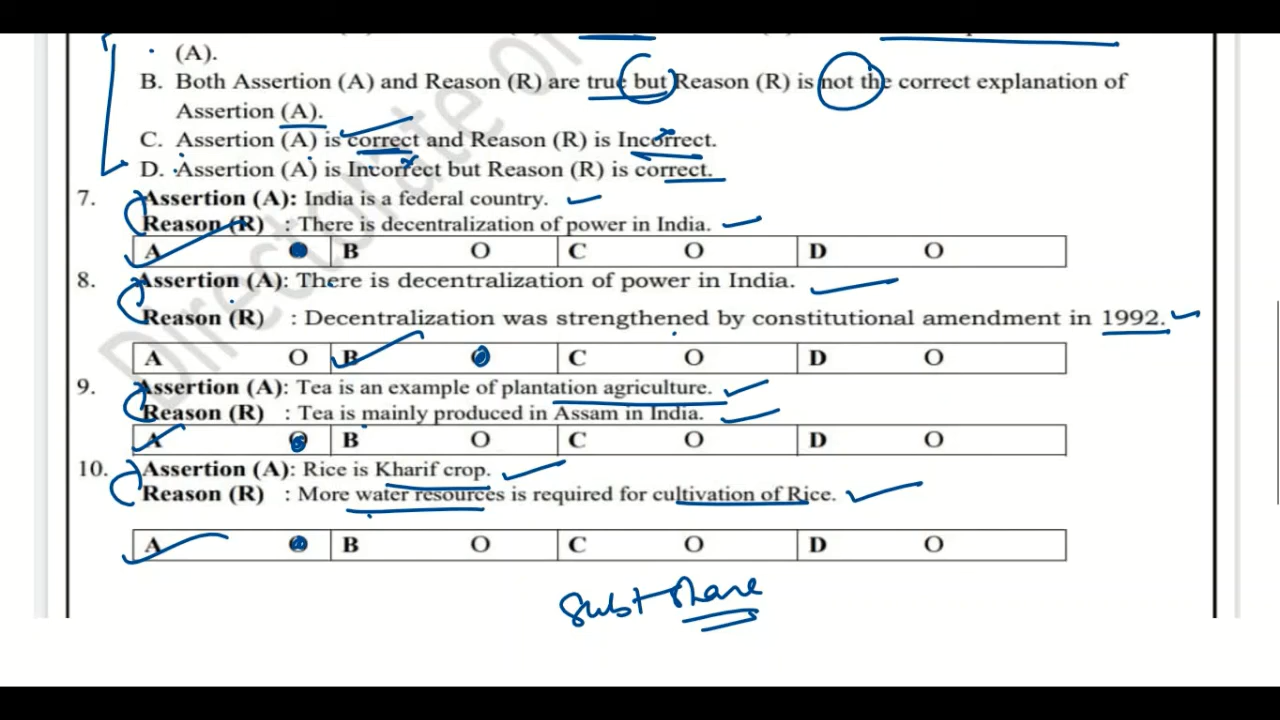 (A).
B. Both Assertion (A) and Reason (R) are true but Reason (R) is not the correct explanation of
Assertion (A).
C. Assertion (A) is correct and Reason (R) is Incorrect.
D. Assertion (A) is Incorrect but Reason (R) is correct.
7. Assertion (A): India is a federal country.
Reason (R) : There is decentralization of power in India.
A O B O C O D O
8. Assertion (A): There is decentralization of power in India.
Reason (R) : Decentralization was strengthened by constitutional amendment in 1992.
A O B O C O D O
9. Assertion (A): Tea is an example of plantation agriculture.
Reason (R) : Tea is mainly produced in Assam in India.
A O B O C O D O
10. Assertion (A): Rice is Kharif crop.
Reason (R) : More water resources is required for cultivation of Rice.
A O B O C O D O
Sub+share
Directorate of